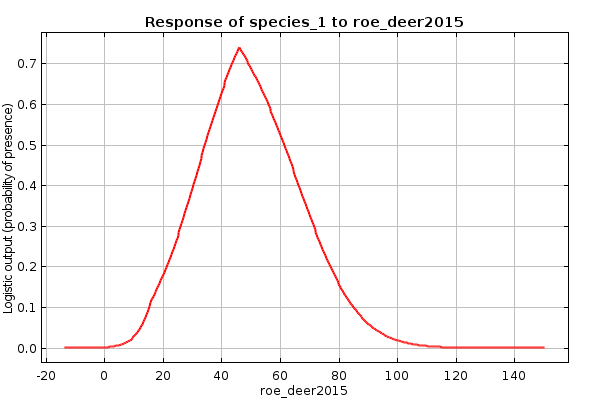 Response of species_1 to roe_deer2015
Logistic output (probability of presence)
0.7
0.6
0.5
0.4
0.3
0.2
0.1
0.0
-20 0 20 40 60 80 100 120 140
roe_deer2015